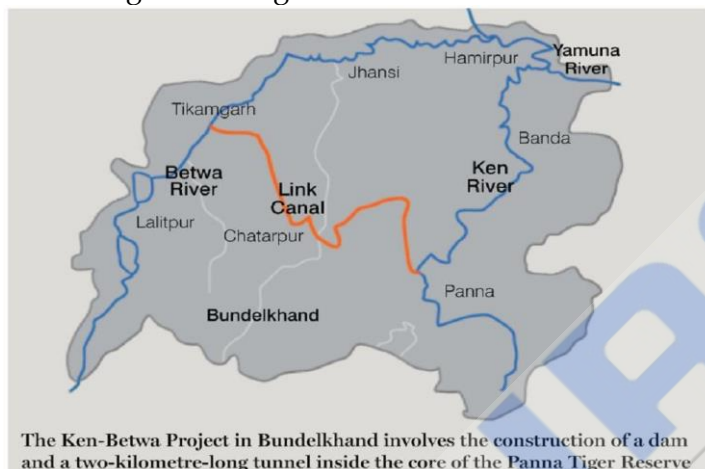 Yamuna
River
Hamirpur
Jhansi
Tikamgarh
Banda
Betwa
River
Ken
River
Link
Canal
Lalitpur
Chatarpur
Panna
Bundelkhand
The Ken-Betwa Project in Bundelkhand involves the construction of a dam
and a two-kilometre-long tunnel inside the core of the Panna Tiger Reserve